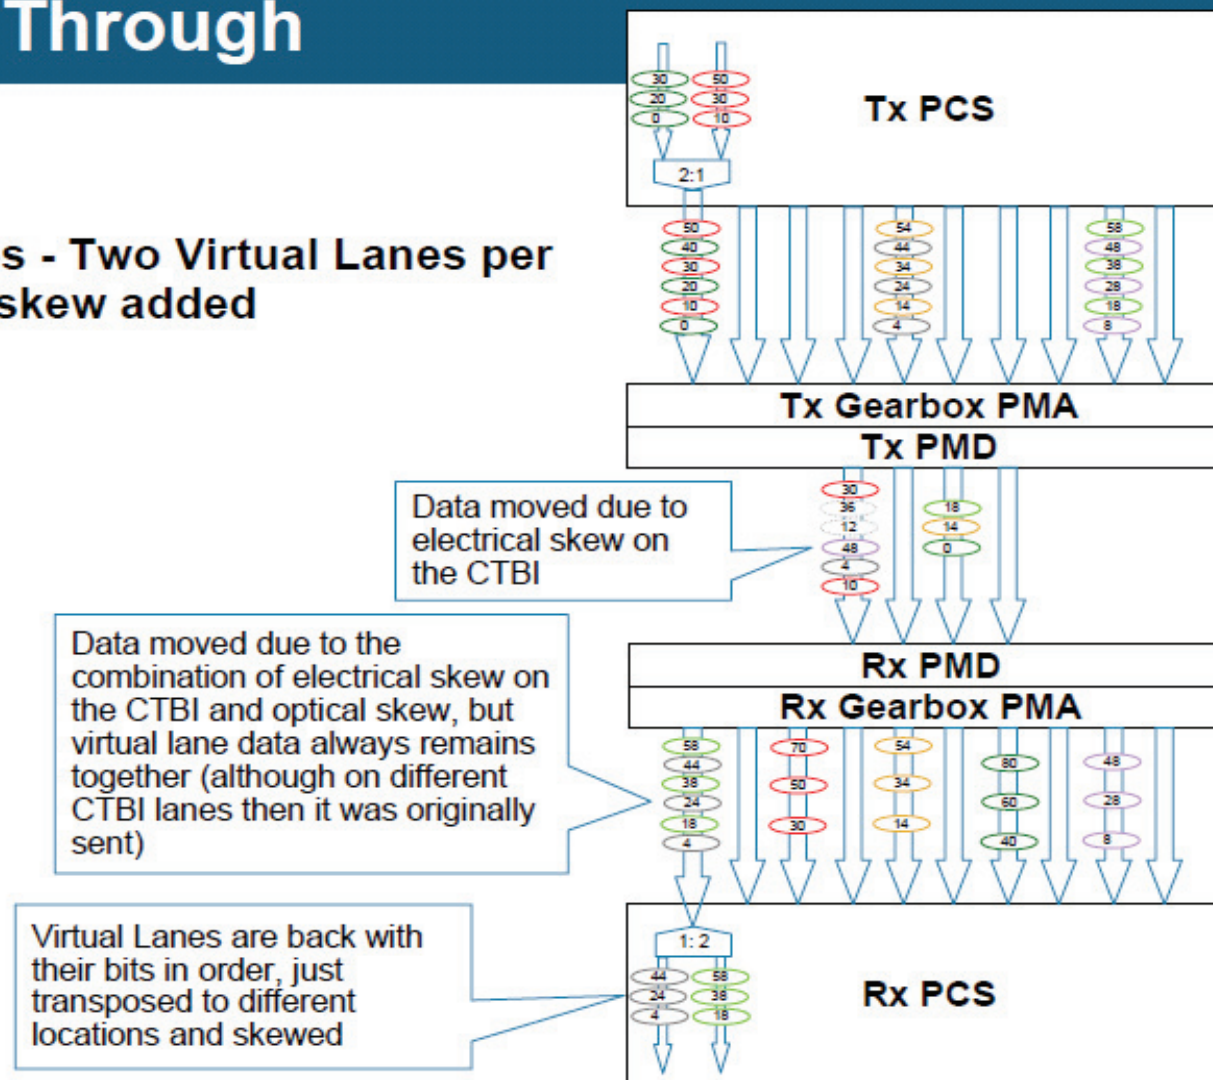 Through
30 50
20 30
0 10
Tx PCS
2:1
s - Two Virtual Lanes per
skew added
50 54 58
40 44 48
30 34 38
20 24 28
10 14 18
0 4 8
Tx Gearbox PMA
Tx PMD
Data moved due to
electrical skew on
the CTBI
30
36 18
12 14
48 0
4
10
Rx PMD
Rx Gearbox PMA
Data moved due to the
combination of electrical skew on
the CTBI and optical skew, but
virtual lane data always remains
together (although on different
CTBI lanes then it was originally
sent)
58 70 54
44 80 48
38 50 34
24 60 28
18 30 14
4 40 8
Virtual Lanes are back with
their bits in order, just
transposed to different
locations and skewed
1: 2
44 58
24 38
4 18
Rx PCS